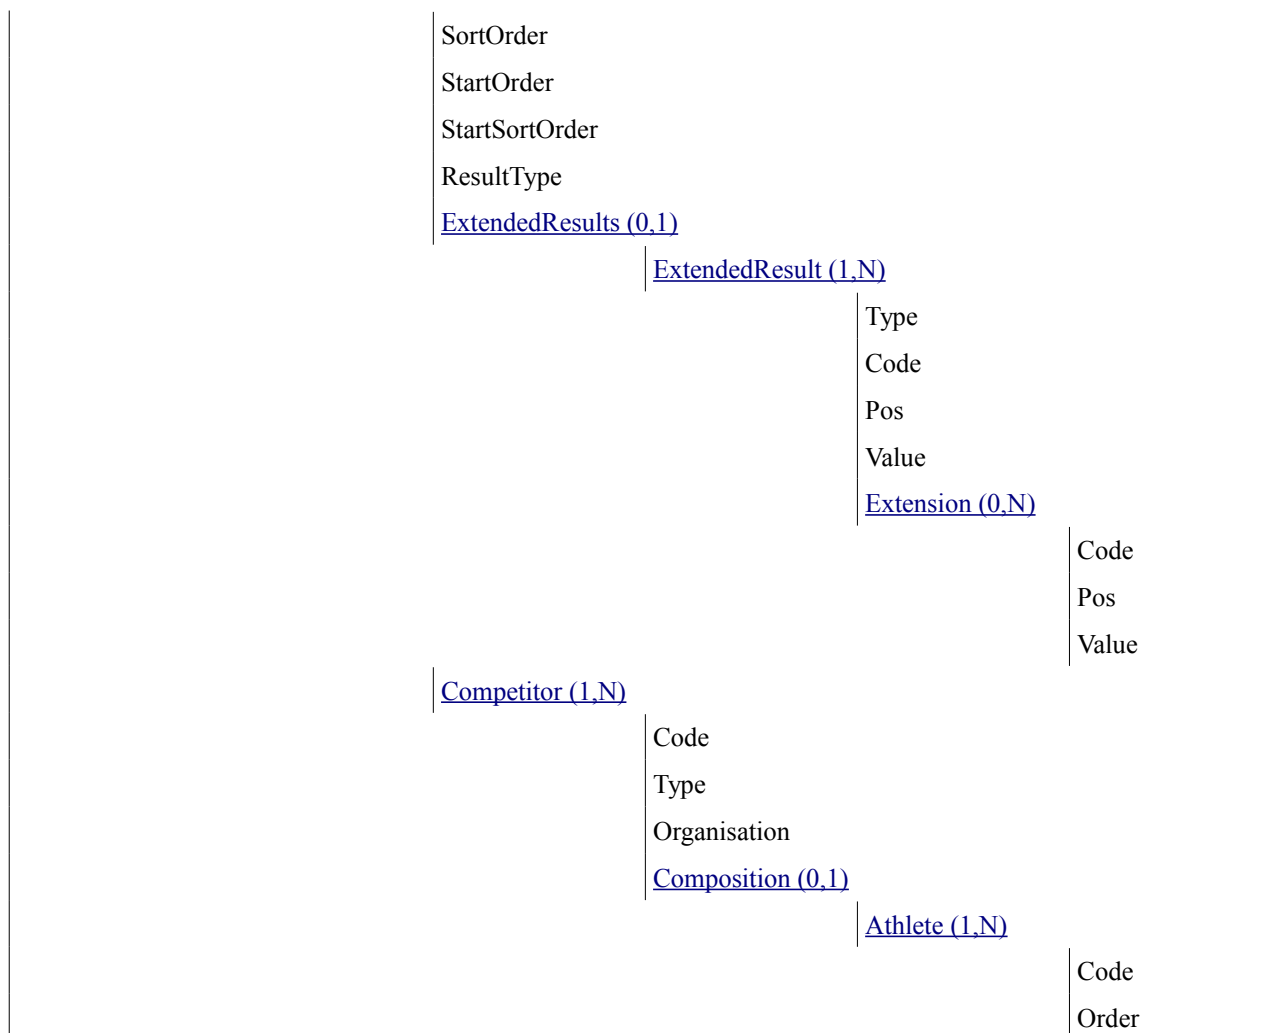 SortOrder
StartOrder
StartSortOrder
ResultType
ExtendedResults (0,1)
ExtendedResult (1,N)
Type
Code
Pos
Value
Extension (0,N)
Code
Pos
Value
Competitor (1,N)
Code
Type
Organisation
Composition (0,1)
Athlete (1,N)
Code
Order